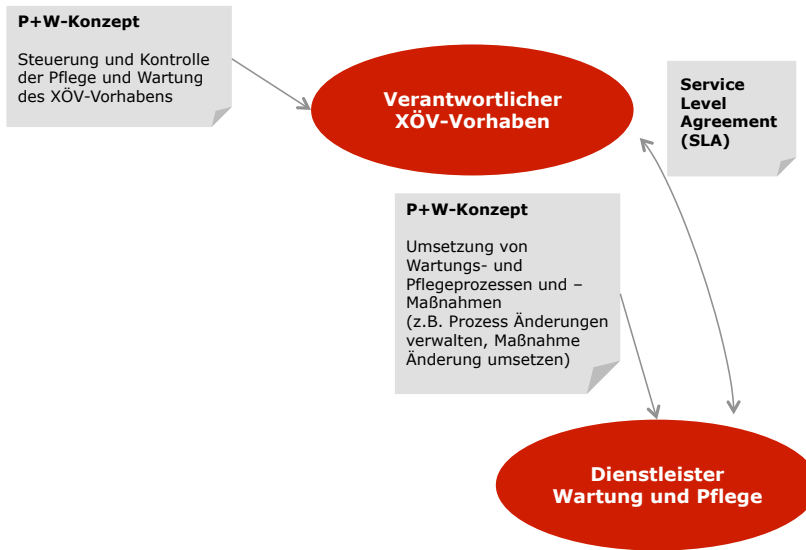 P+W-Konzept
Steuerung und Kontrolle
der Pflege und Wartung
des XÖV-Vorhabens
Verantwortlicher
XÖV-Vorhaben
Service
Level
Agreement
(SLA)
P+W-Konzept
Umsetzung von
Wartungs- und
Pflegeprozessen und –
Maßnahmen
(z.B. Prozess Änderungen
verwalten, Maßnahme
Änderung umsetzen)
Dienstleister
Wartung und Pflege